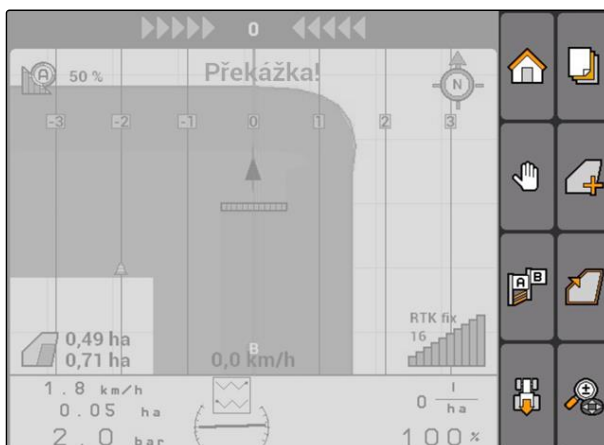 0
A 50 %
Překážka!
N
-3 -2 -1 0 1 2 3
A
A B
RTK fix
16
0,49 ha
0,71 ha
B
0,0 km/h
1.8 km/h
0.05 ha
2.0 bar
0 l/ha
100 %